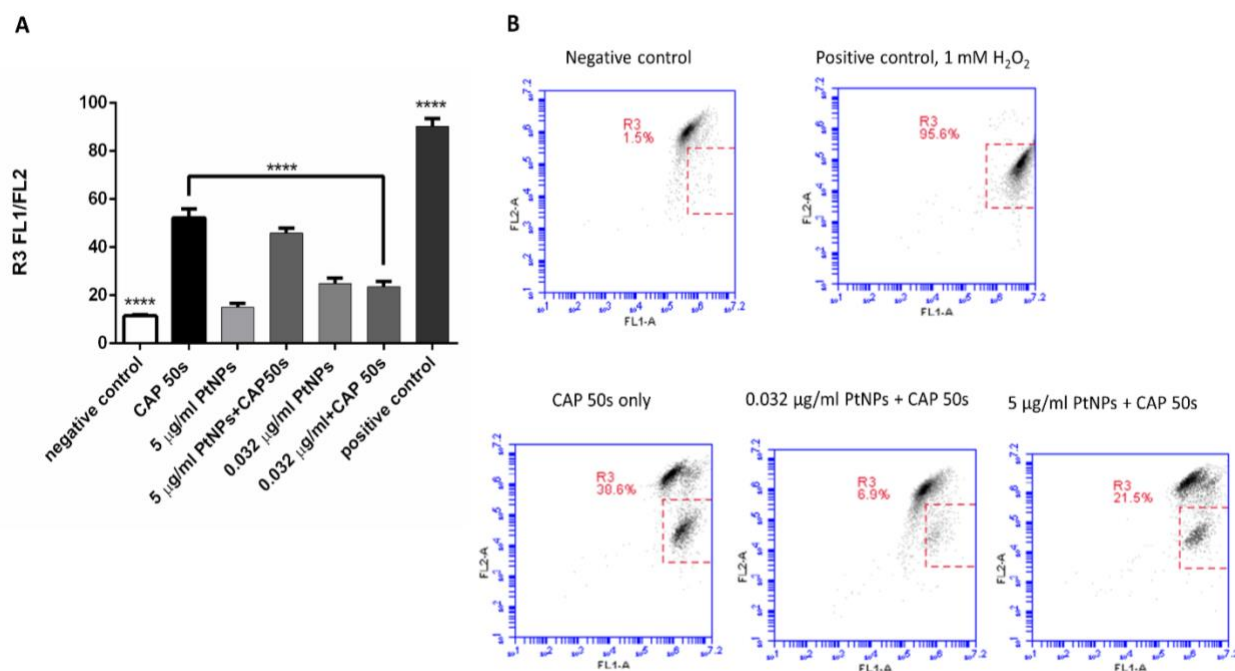 A
R3 FL1/FL2
100
80
60
40
20
0
****
****
****
negative control
CAP 50s
5 µg/ml PtNPs
5 µg/ml PtNPs+CAP50s
0.032 µg/ml PtNPs
0.032 µg/ml+CAP 50s
positive control
B
Negative control
R3
1.5%
FL2-A
FL1-A
Positive control, 1 mM H₂O₂
R3
95.6%
FL2-A
FL1-A
CAP 50s only
R3
30.6%
FL2-A
FL1-A
0.032 µg/ml PtNPs + CAP 50s
R3
6.9%
FL2-A
FL1-A
5 µg/ml PtNPs + CAP 50s
R3
21.5%
FL2-A
FL1-A